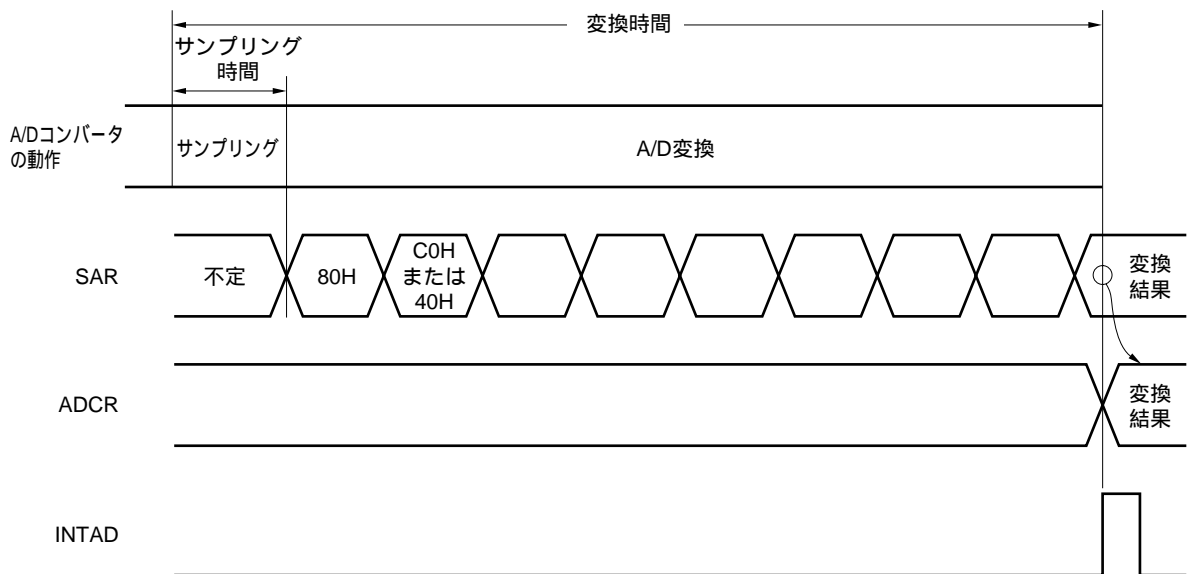 変換時間
サンプリング
時間
A/Dコンバータ
の動作
サンプリング
A/D変換
SAR
不定
80H
C0H
または
40H
変換
結果
ADCR
変換
結果
INTAD